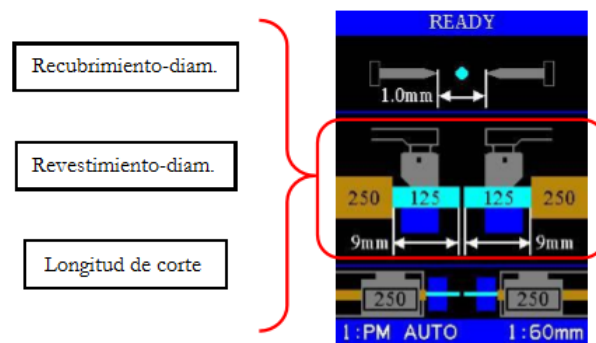 Recubrimiento-diam.
Revestimiento-diam.
Longitud de corte
READY
1.0mm
250 125 125 250
9mm 9mm
250 250
1:PM AUTO 1:60mm